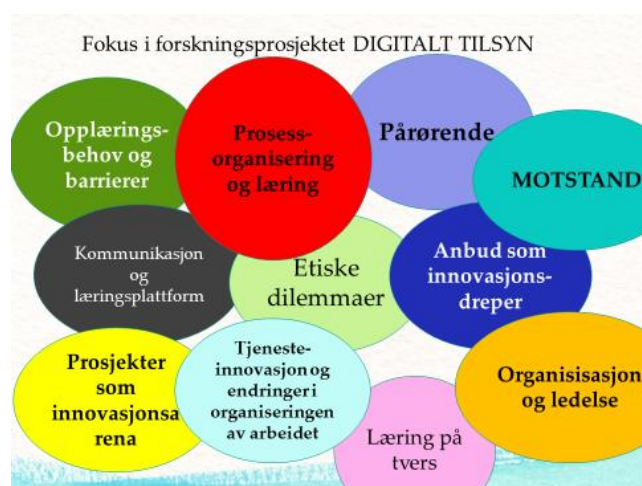 Fokus i forskningsprosjektet DIGITALT TILSYN
Opplærings-
behov og
barrierer
Prosess-
organisering
og læring
Pårørende
MOTSTAND
Kommunikasjon
og
læringsplattform
Etiske
dilemmaer
Anbud som
innovasjons-
dreper
Prosjekter
som
innovasjonsa
rena
Tjeneste-
innovasjon og
endringer i
organiseringen
av arbeidet
Læring på
tvers
Organisisasjon
og ledelse